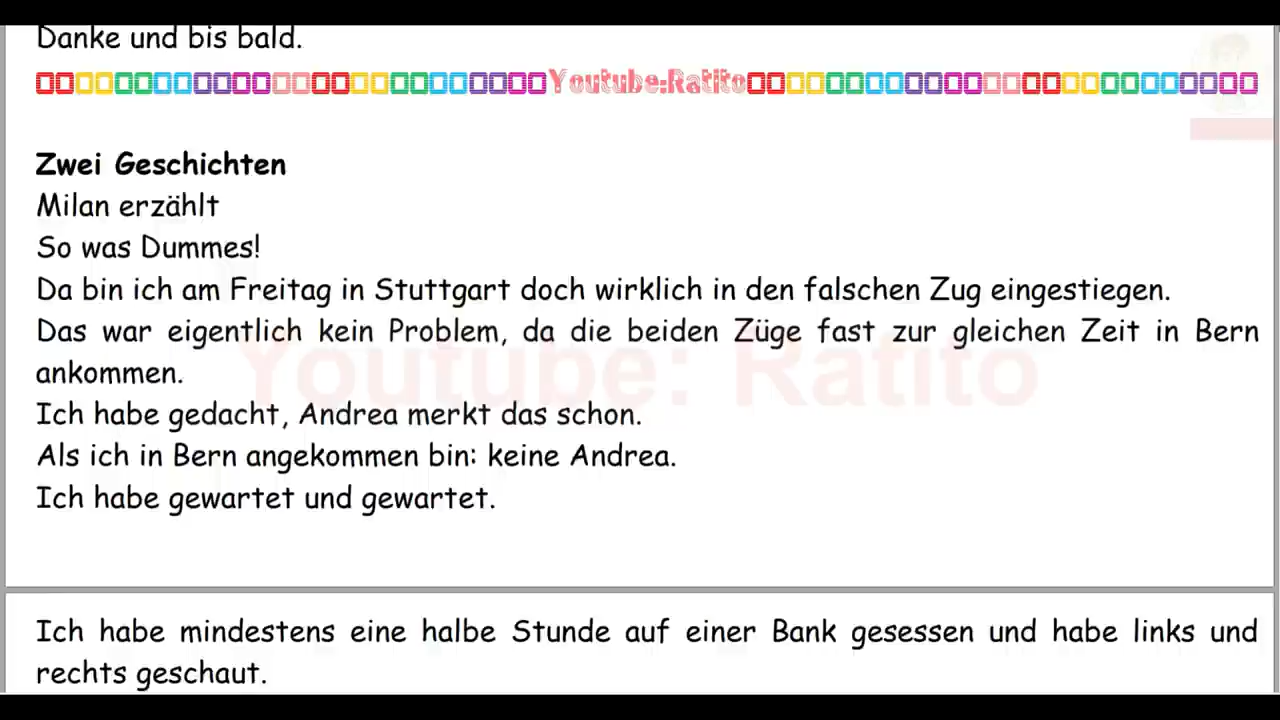 Danke und bis bald.
Youtube:Ratito
Zwei Geschichten
Milan erzählt
So was Dummes!
Da bin ich am Freitag in Stuttgart doch wirklich in den falschen Zug eingestiegen.
Das war eigentlich kein Problem, da die beiden Züge fast zur gleichen Zeit in Bern
ankommen.
Youtube: Ratito
Ich habe gedacht, Andrea merkt das schon.
Als ich in Bern angekommen bin: keine Andrea.
Ich habe gewartet und gewartet.
Ich habe mindestens eine halbe Stunde auf einer Bank gesessen und habe links und
rechts geschaut.